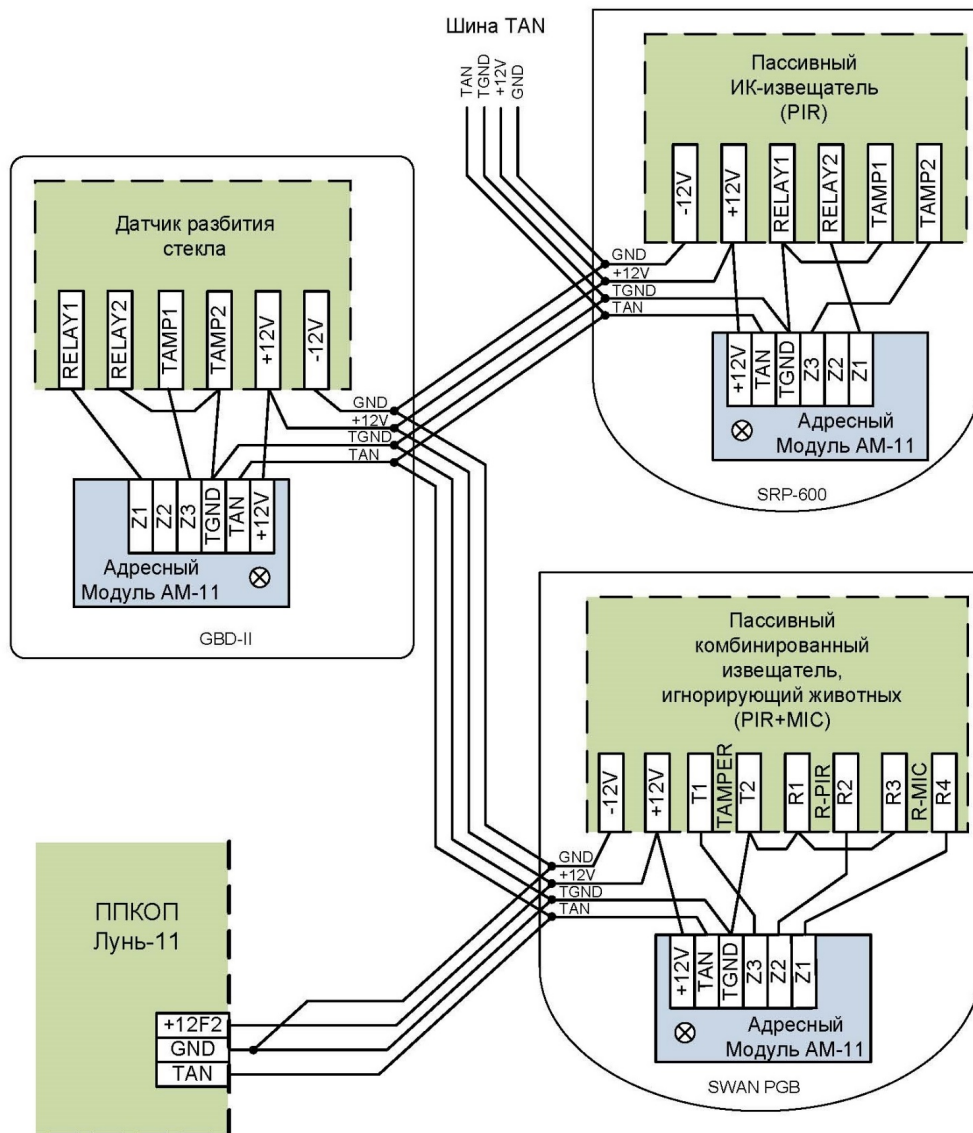 Шина TAN
TAN
TGND
+12V
GND
Пассивный
ИК-извещатель
(PIR)
-12V
+12V
RELAY1
RELAY2
TAMP1
TAMP2
GND
+12V
TGND
TAN
+12V
TAN
TGND
Z3
Z2
Z1
Адресный
Модуль АМ-11
SRP-600
Датчик разбития
стекла
RELAY1
RELAY2
TAMP1
TAMP2
+12V
-12V
GND
+12V
TGND
TAN
Z1
Z2
Z3
TGND
TAN
+12V
Адресный
Модуль АМ-11
GBD-II
Пассивный
комбинированный
извещатель,
игнорирующий животных
(PIR+MIC)
-12V
+12V
T1
TAMPER
T2
R1
R-PIR
R2
R3
R-MIC
R4
GND
+12V
TGND
TAN
+12V
TAN
TGND
Z3
Z2
Z1
Адресный
Модуль АМ-11
SWAN PGB
ППКОП
Лунь-11
+12F2
GND
TAN